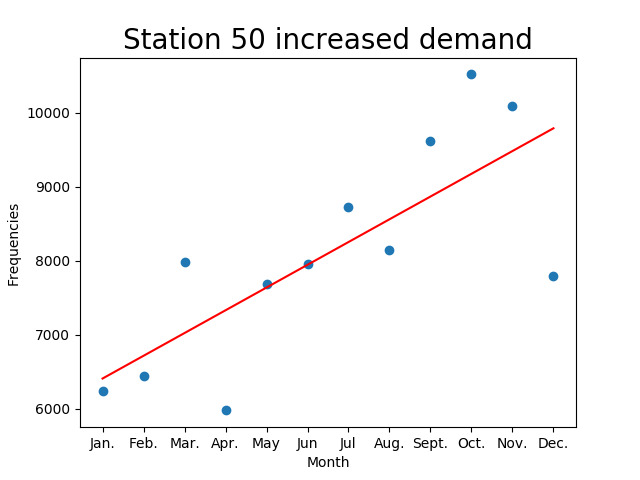 Station 50 increased demand
Frequencies
10000
9000
8000
7000
6000
Jan. Feb. Mar. Apr. May Jun Jul Aug. Sept. Oct. Nov. Dec.
Month